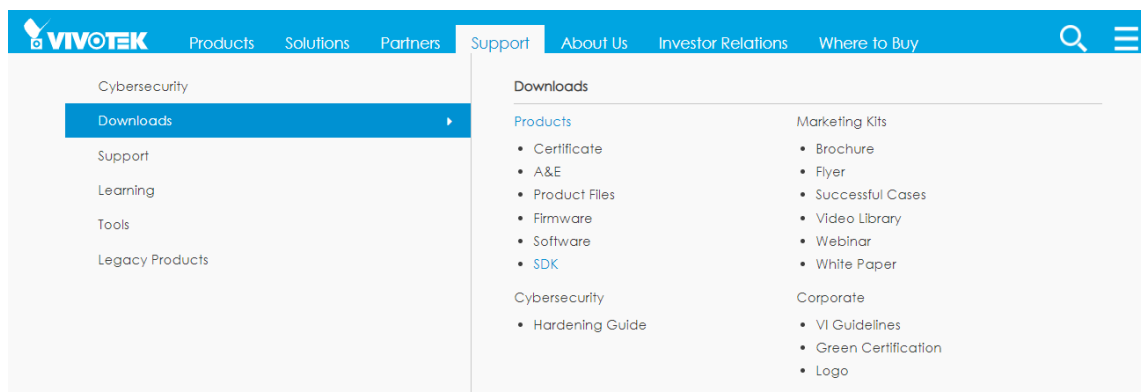 VIVOTEK Products Solutions Partners Support About Us Investor Relations Where to Buy
Cybersecurity
Downloads
Support
Learning
Tools
Legacy Products
Downloads
Products
• Certificate
• A&E
• Product Files
• Firmware
• Software
• SDK
Cybersecurity
• Hardening Guide
Marketing Kits
• Brochure
• Flyer
• Successful Cases
• Video Library
• Webinar
• White Paper
Corporate
• VI Guidelines
• Green Certification
• Logo